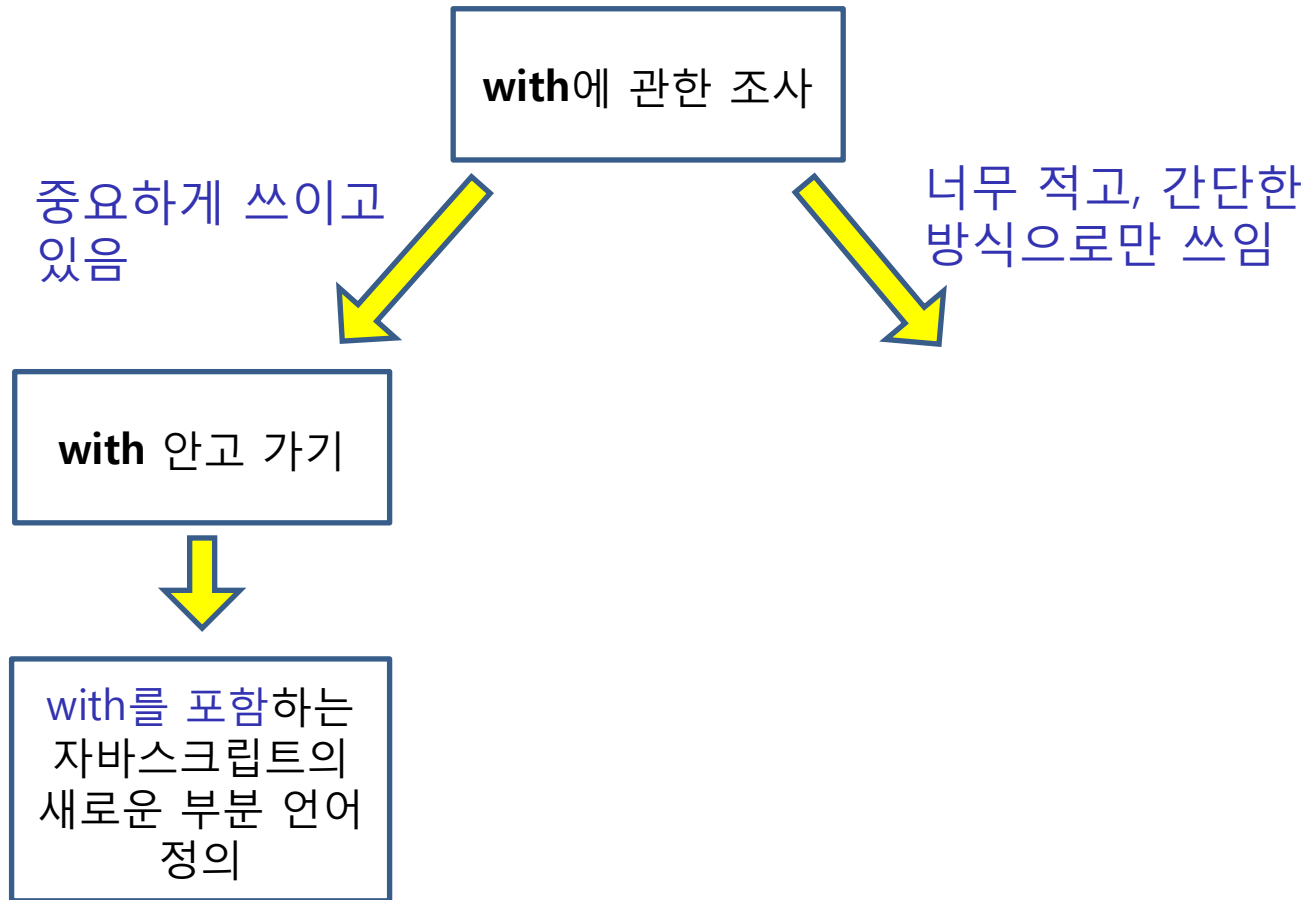 with에 관한 조사
중요하게 쓰이고
있음
너무 적고, 간단한
방식으로만 쓰임
with 안고 가기
with를 포함하는
자바스크립트의
새로운 부분 언어
정의